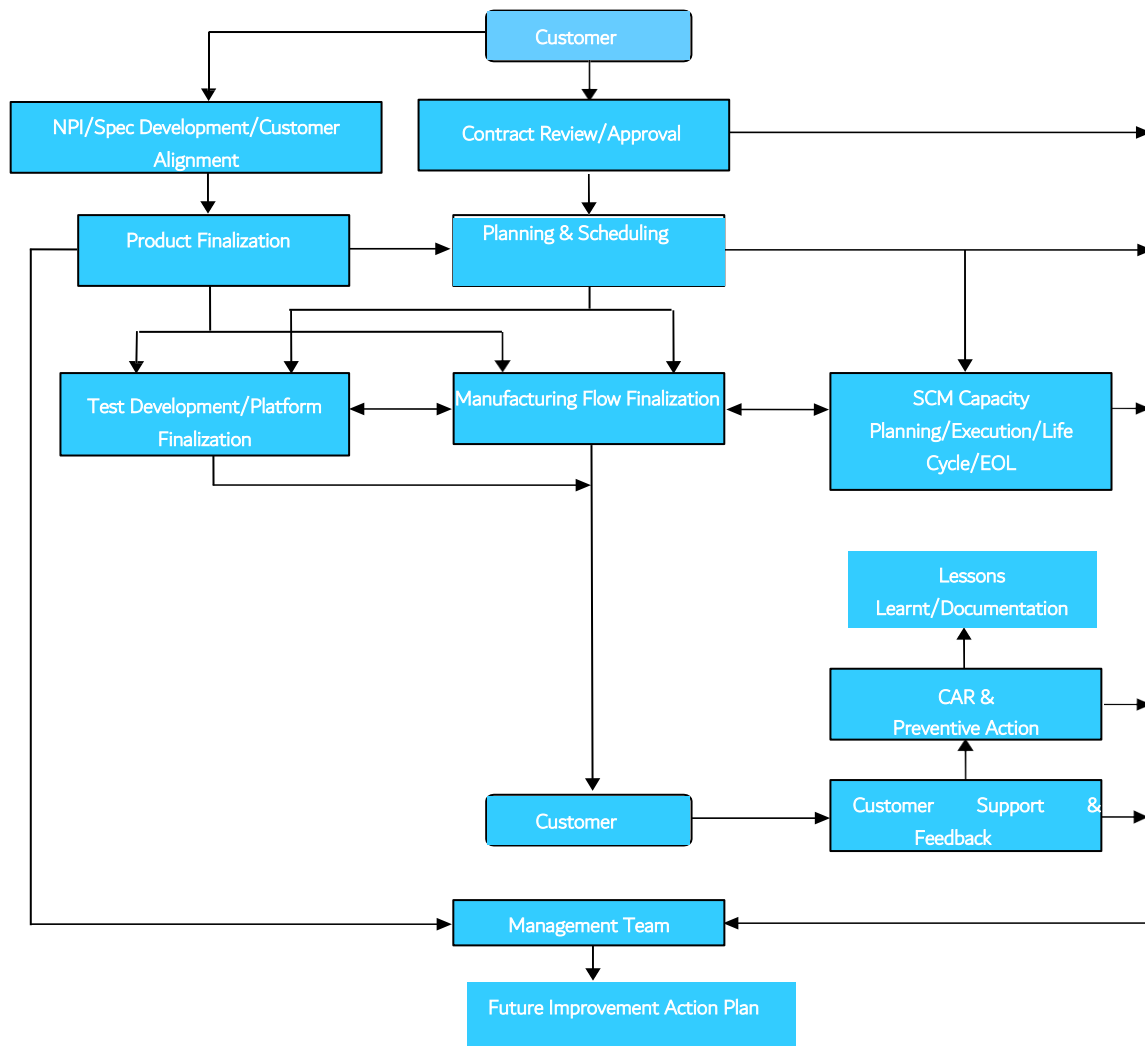 Customer
NPI/Spec Development/Customer
Alignment
Contract Review/Approval
Product Finalization
Planning & Scheduling
Test Development/Platform
Finalization
Manufacturing Flow Finalization
SCM Capacity
Planning/Execution/Life
Cycle/EOL
Lessons
Learnt/Documentation
CAR &
Preventive Action
Customer
Customer Support &
Feedback
Management Team
Future Improvement Action Plan